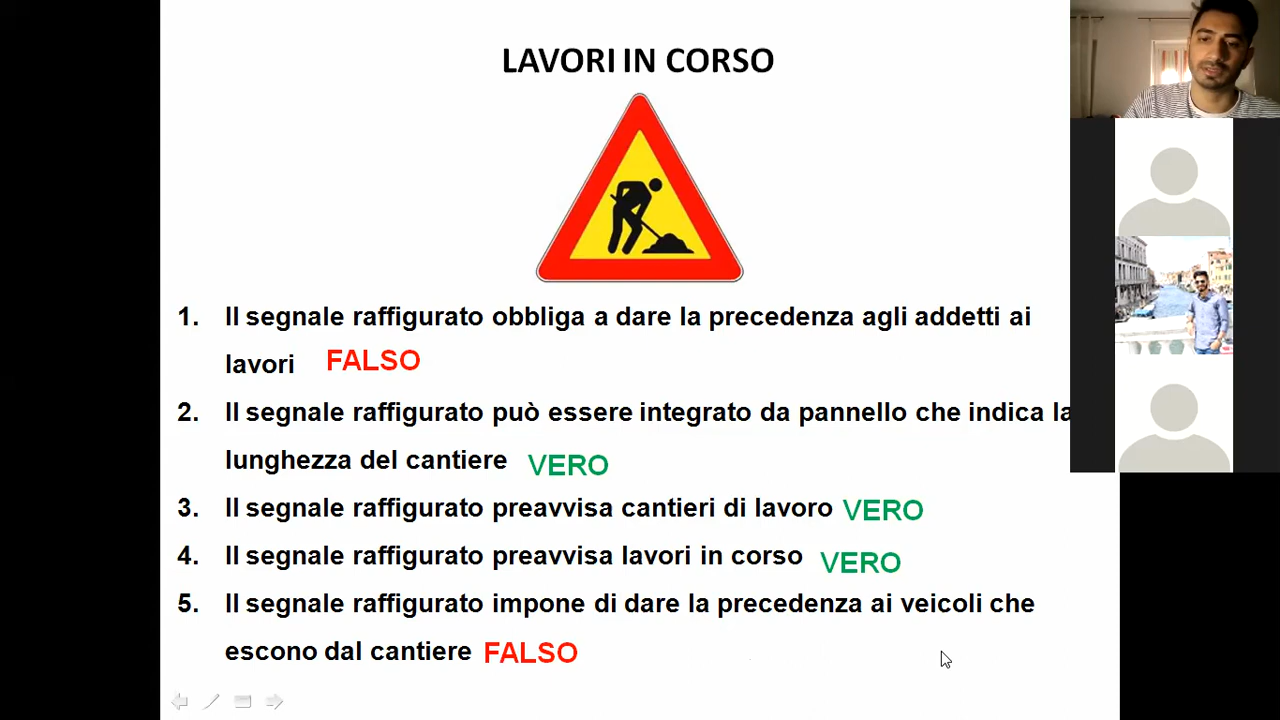 LAVORI IN CORSO
1. Il segnale raffigurato obbliga a dare la precedenza agli addetti ai
lavori FALSO
2. Il segnale raffigurato può essere integrato da pannello che indica la
lunghezza del cantiere VERO
3. Il segnale raffigurato preavvisa cantieri di lavoro VERO
4. Il segnale raffigurato preavvisa lavori in corso VERO
5. Il segnale raffigurato impone di dare la precedenza ai veicoli che
escono dal cantiere FALSO